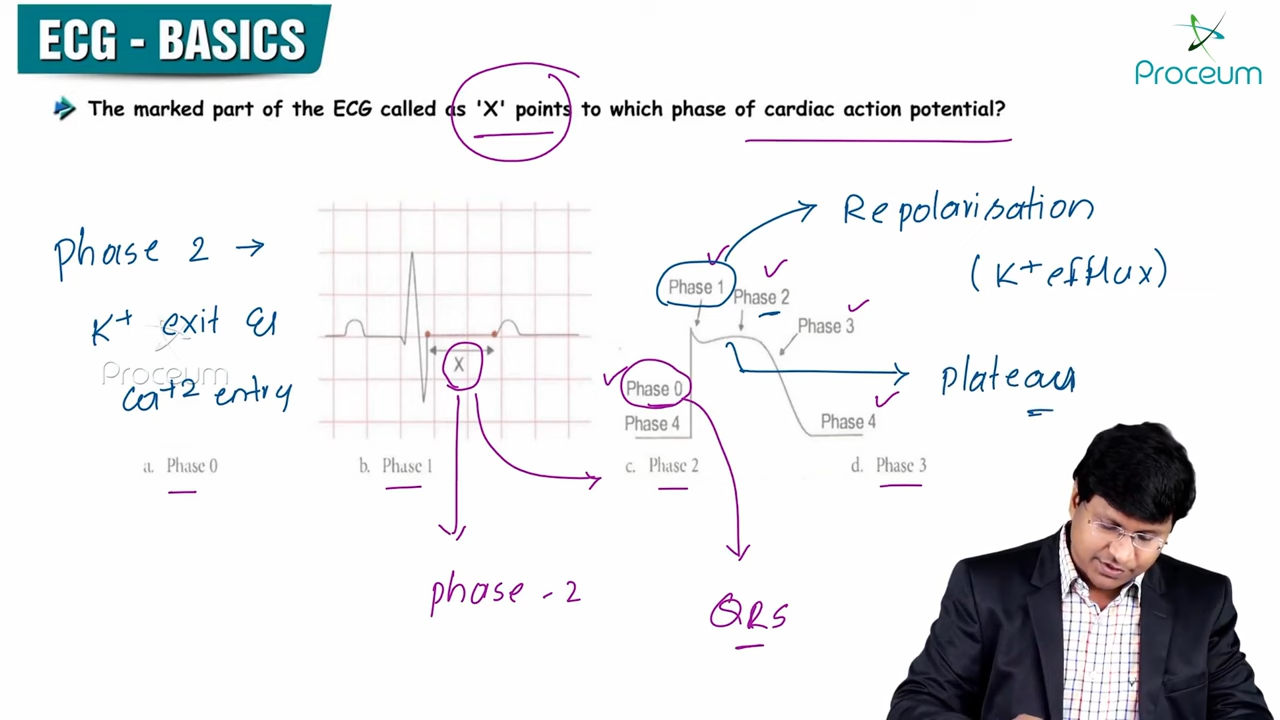 ECG - BASICS
Proceum
The marked part of the ECG called as 'X' points to which phase of cardiac action potential?
Phase 2 →
K+ exit &
Ca+2 entry
Proceum
X
Phase 1
Phase 2
Phase 3
Phase 0
Phase 4
Phase 4
Repolarisation
(K+ efflux)
plateau
a. Phase 0
b. Phase 1
c. Phase 2
d. Phase 3
phase - 2
QRS